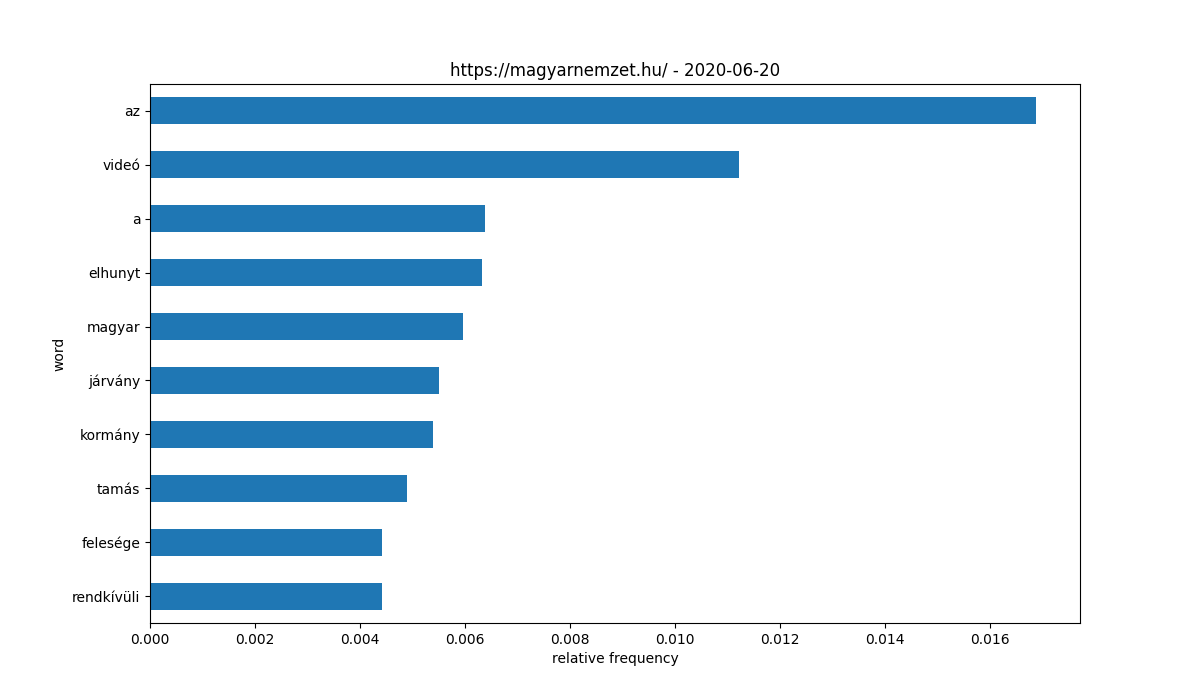 https://magyarnemzet.hu/ - 2020-06-20
az
videó
a
elhunyt
magyar
járvány
kormány
tamás
felesége
rendkívüli
word
0.000 0.002 0.004 0.006 0.008 0.010 0.012 0.014 0.016
relative frequency